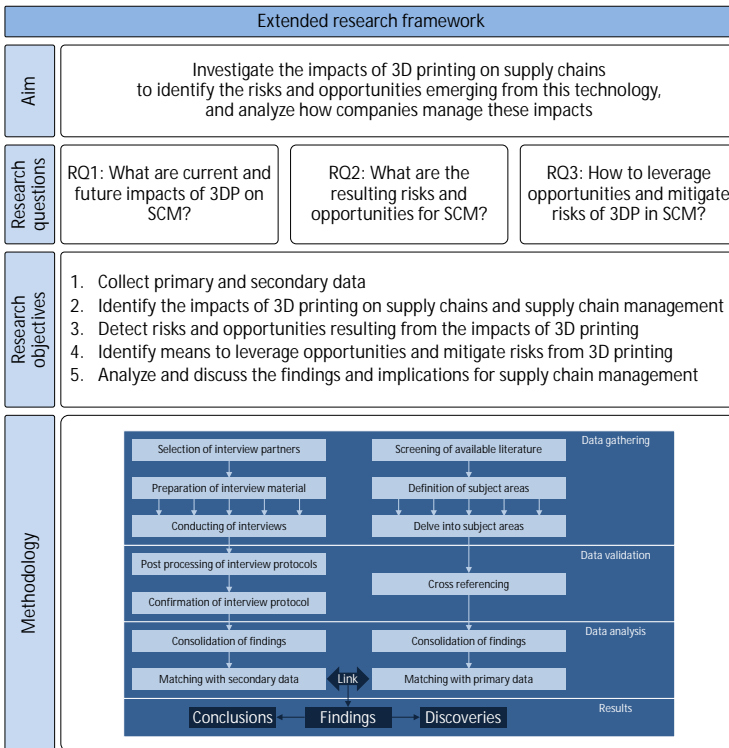 Extended research framework
Aim
Investigate the impacts of 3D printing on supply chains
to identify the risks and opportunities emerging from this technology,
and analyze how companies manage these impacts
Research
questions
RQ1: What are current and
future impacts of 3DP on
SCM?
RQ2: What are the
resulting risks and
opportunities for SCM?
RQ3: How to leverage
opportunities and mitigate
risks of 3DP in SCM?
Research
objectives
1. Collect primary and secondary data
2. Identify the impacts of 3D printing on supply chains and supply chain management
3. Detect risks and opportunities resulting from the impacts of 3D printing
4. Identify means to leverage opportunities and mitigate risks from 3D printing
5. Analyze and discuss the findings and implications for supply chain management
Methodology
Data gathering
Selection of interview partners
Screening of available literature
Preparation of interview material
Definition of subject areas
Conducting of interviews
Delve into subject areas
Data validation
Post processing of interview protocols
Cross referencing
Confirmation of interview protocol
Data analysis
Consolidation of findings
Consolidation of findings
Matching with secondary data
Link
Matching with primary data
Results
Conclusions
Findings
Discoveries